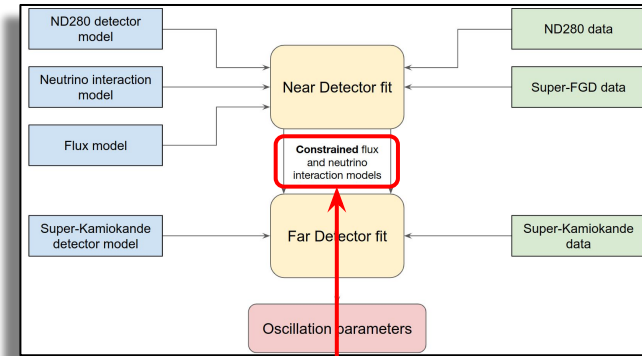 ND280 detector
model
ND280 data
Neutrino interaction
model
Near Detector fit
Super-FGD data
Flux model
Constrained flux
and neutrino
interaction models
Super-Kamiokande
detector model
Far Detector fit
Super-Kamiokande
data
Oscillation parameters